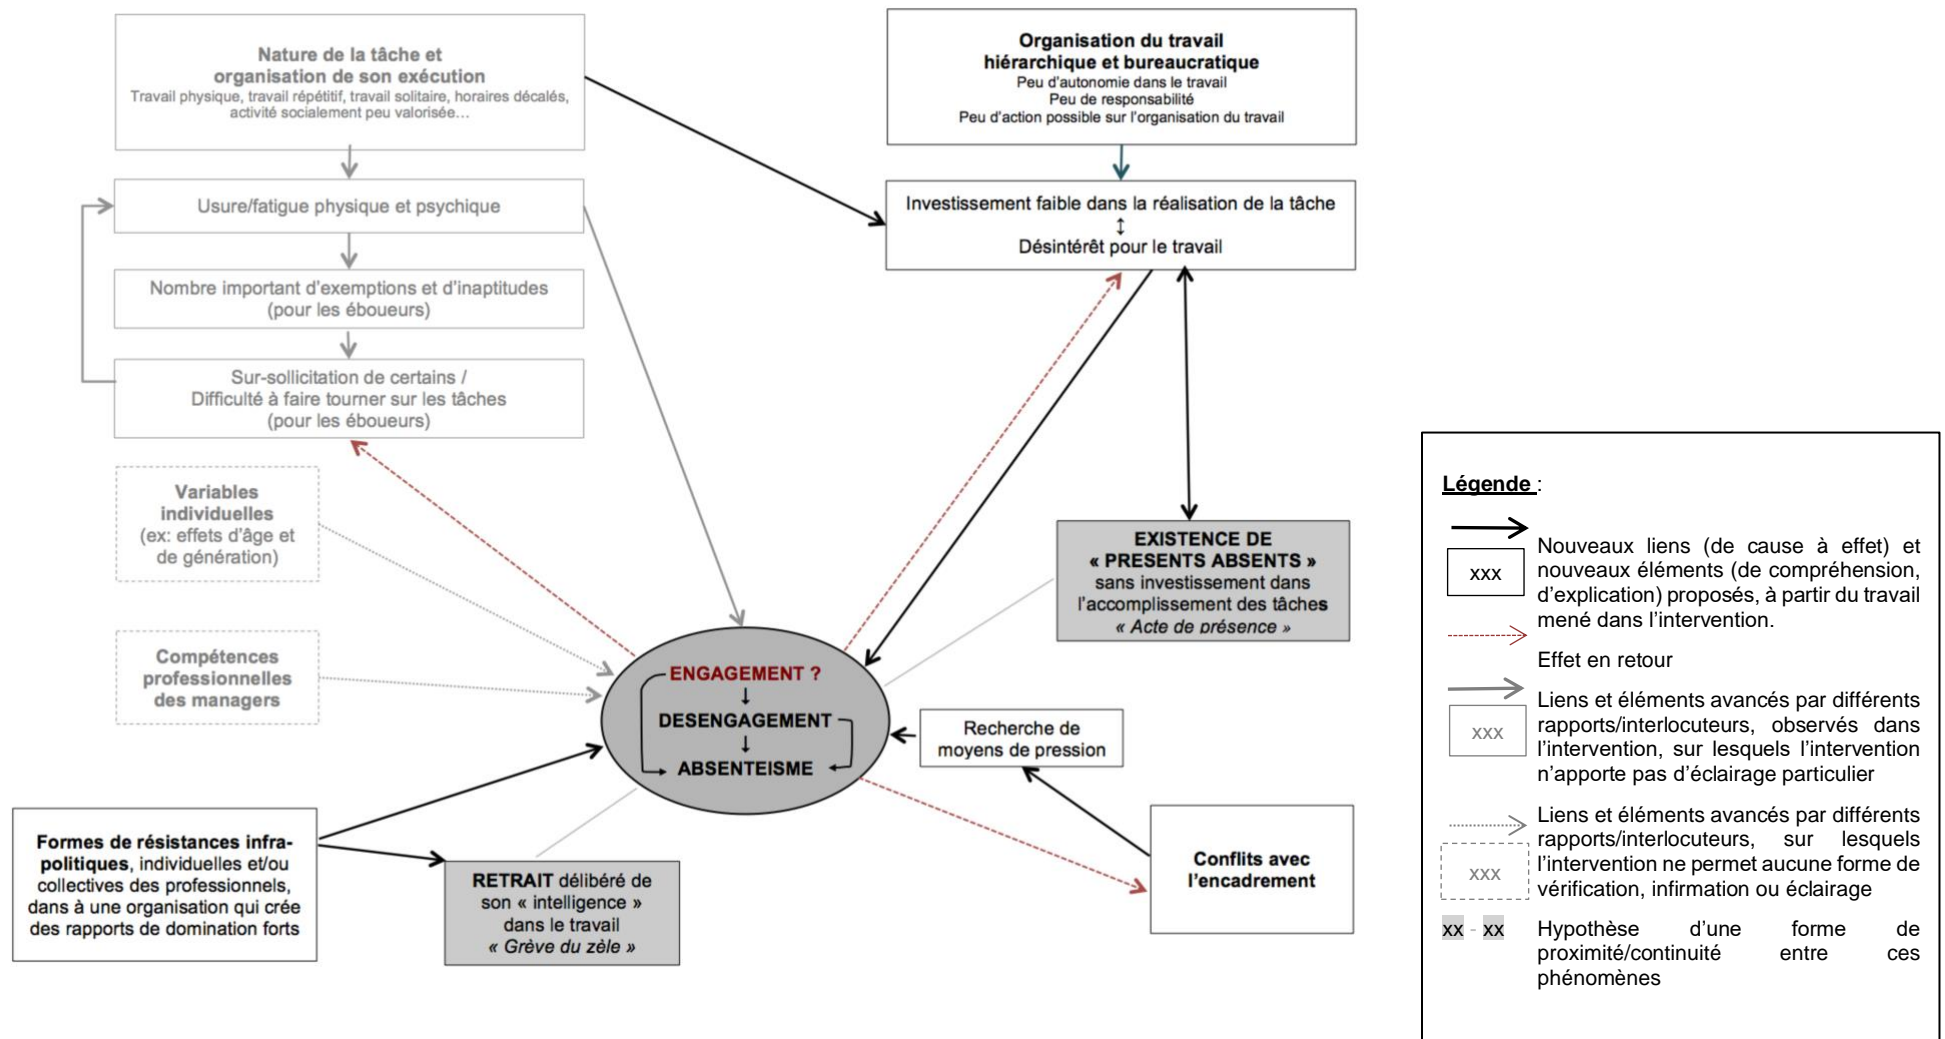 Nature de la tâche et
organisation de son exécution
Travail physique, travail répétitif, travail solitaire, horaires décalés,
activité socialement peu valorisée…
Usure/fatigue physique et psychique
Nombre important d'exemptions et d'inaptitudes
(pour les éboueurs)
Sur-sollicitation de certains /
Difficulté à faire tourner sur les tâches
(pour les éboueurs)
Variables
individuelles
(ex: effets d'âge et
de génération)
Compétences
professionnelles
des managers
Formes de résistances infra-
politiques, individuelles et/ou
collectives des professionnels,
dans à une organisation qui crée
des rapports de domination forts
RETRAIT délibéré de
son « intelligence »
dans le travail
« Grève du zèle »
ENGAGEMENT ?
DESENGAGEMENT
ABSENTEISME
Organisation du travail
hiérarchique et bureaucratique
Peu d'autonomie dans le travail
Peu de responsabilité
Peu d'action possible sur l'organisation du travail
Investissement faible dans la réalisation de la tâche
↕
Désintérêt pour le travail
EXISTENCE DE
« PRESENTS ABSENTS »
sans investissement dans
l'accomplissement des tâches
« Acte de présence »
Recherche de
moyens de pression
Conflits avec
l'encadrement
Légende :
xxx
Nouveaux liens (de cause à effet) et
nouveaux éléments (de compréhension,
d'explication) proposés, à partir du travail
mené dans l'intervention.
Effet en retour
xxx
Liens et éléments avancés par différents
rapports/interlocuteurs, observés dans
l'intervention, sur lesquels l'intervention
n'apporte pas d'éclairage particulier
xxx
Liens et éléments avancés par différents
rapports/interlocuteurs, sur lesquels
l'intervention ne permet aucune forme de
vérification, infirmation ou éclairage
xx - xx
Hypothèse d'une forme de
proximité/continuité entre ces
phénomènes